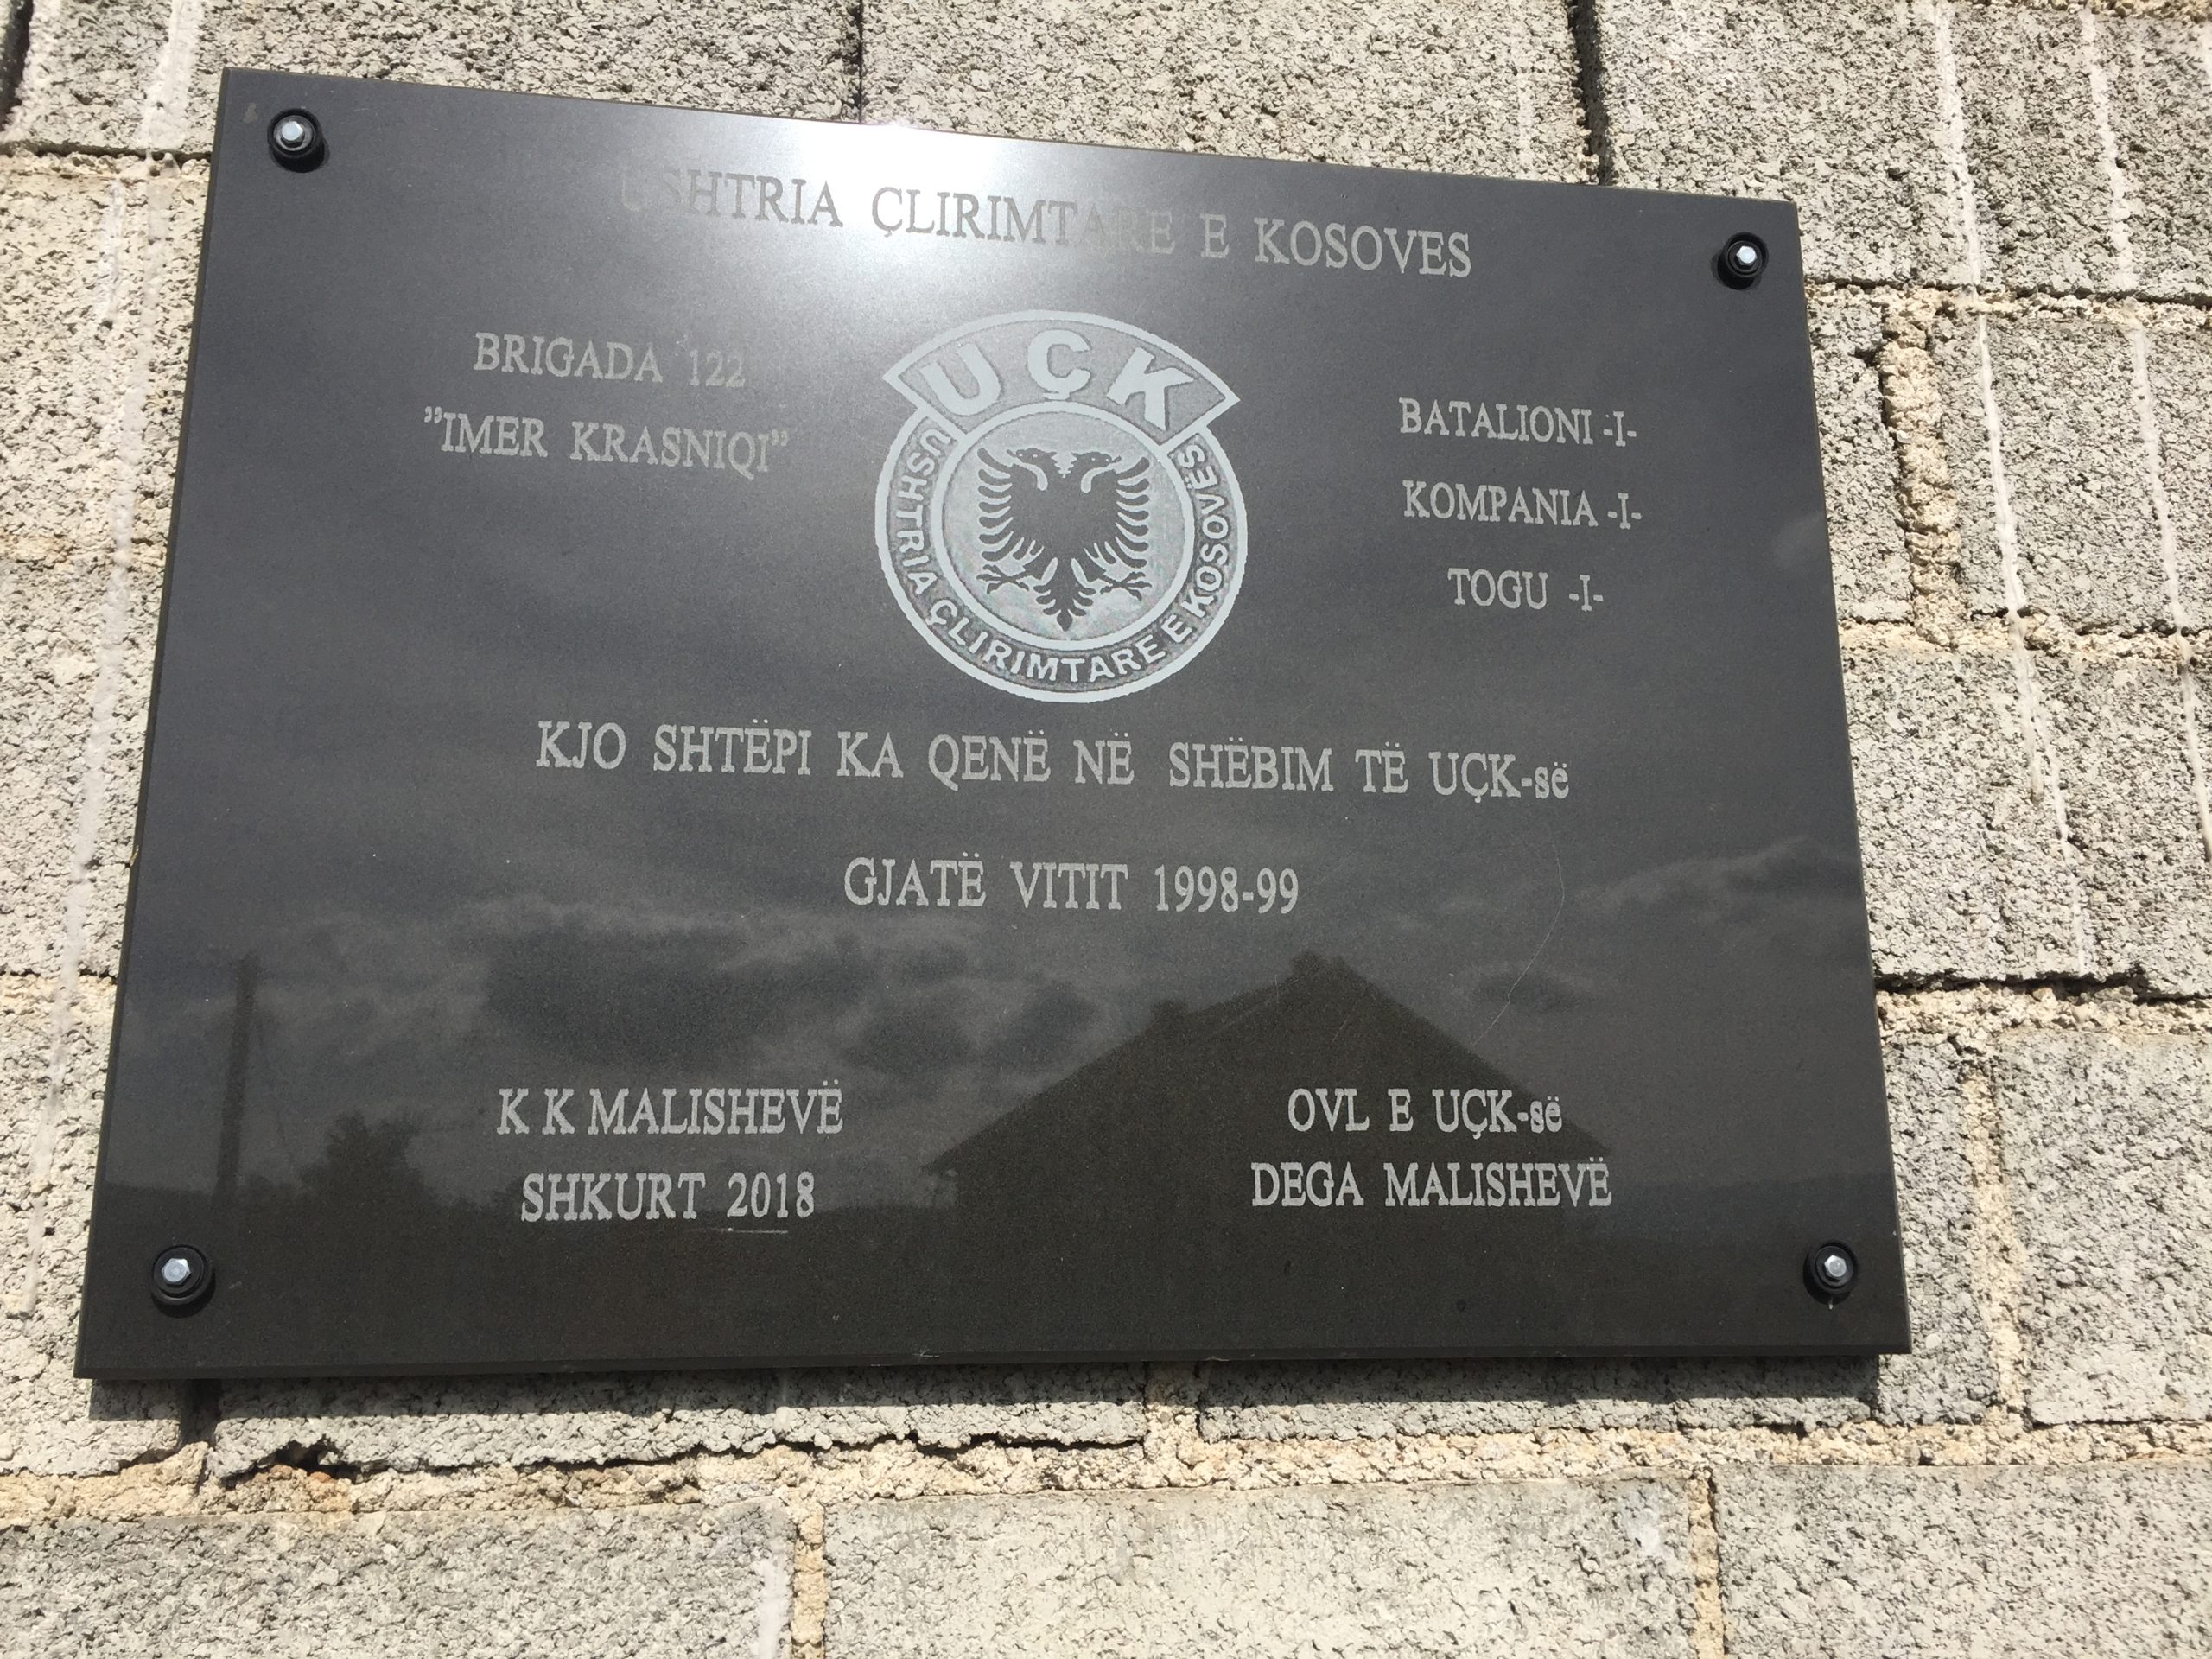 USHTRIA ÇLIRIMTARE E KOSOVES
BRIGADA 122
"IMER KRASNIQI"
UÇK
USHTRIA ÇLIRIMTARE E KOSOVËS
BATALIONI -I-
KOMPANIA -I-
TOGU -I-
KJO SHTËPI KA QENË NË SHËBIM TË UÇK-së
GJATË VITIT 1998-99
K K MALISHEVË
SHKURT 2018
OVL E UÇK-së
DEGA MALISHEVË